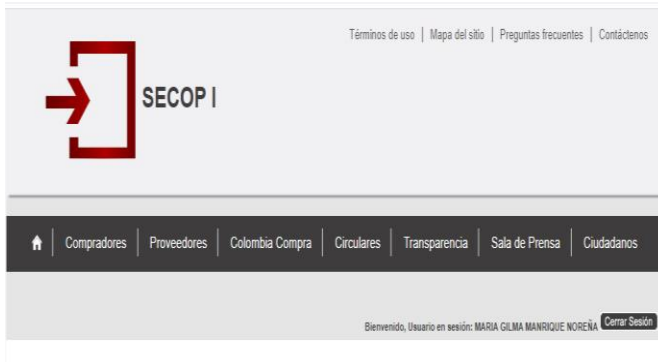 Términos de uso | Mapa del sitio | Preguntas frecuentes | Contáctenos
SECOP I
Compradores | Proveedores | Colombia Compra | Circulares | Transparencia | Sala de Prensa | Ciudadanos
Bienvenido, Usuario en sesión: MARIA GILMA MANRIQUE NOREÑA Cerrar Sesión